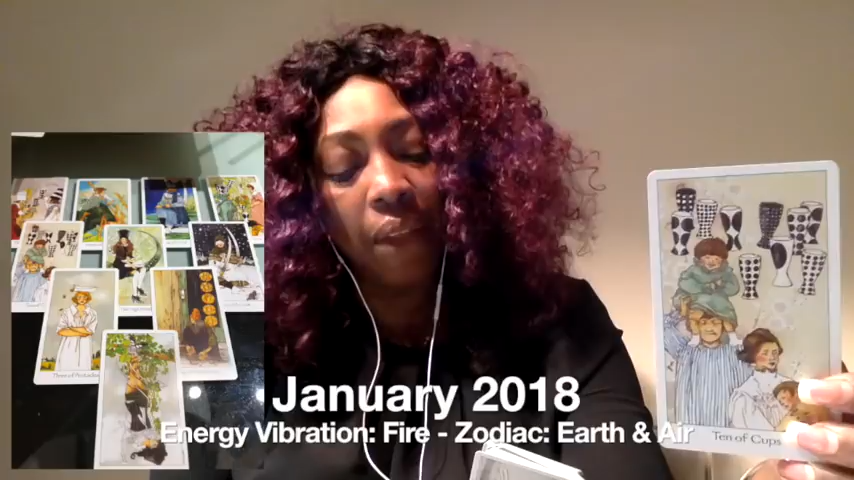 January 2018
Energy Vibration: Fire - Zodiac: Earth & Air
Ten of Cups